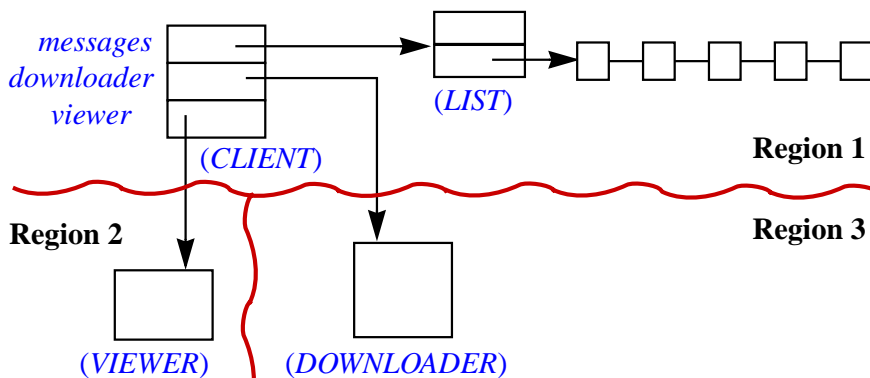 messages
downloader
viewer
(CLIENT)
(LIST)
Region 1
Region 2
Region 3
(VIEWER)
(DOWNLOADER)